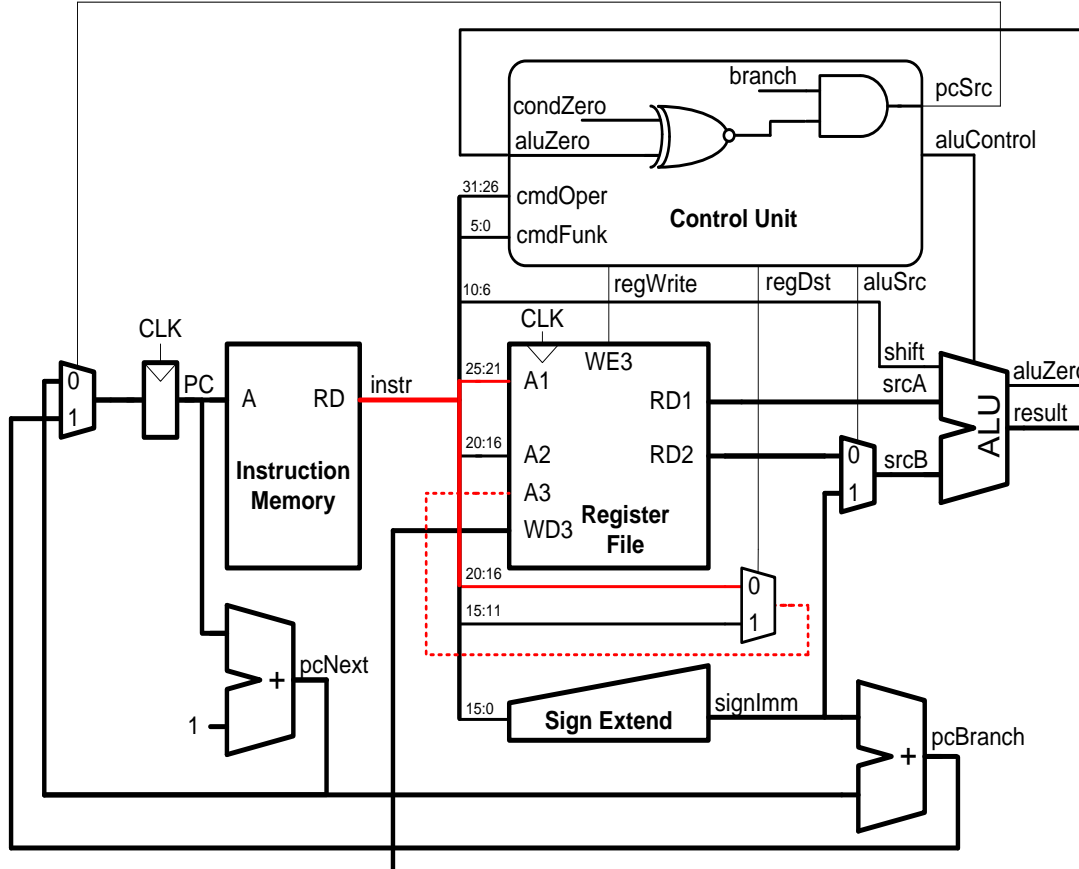 branch
pcSrc
condZero
aluZero
aluControl
31:26
cmdOper
Control Unit
5:0
cmdFunk
regWrite
regDst
aluSrc
10:6
CLK
CLK
WE3
shift
0
1
PC
A
RD
instr
25:21
A1
RD1
srcA
ALU
aluZero
result
Instruction
Memory
20:16
A2
RD2
0
1
srcB
A3
WD3
Register
File
20:16
0
15:11
1
pcNext
+
1
15:0
Sign Extend
signImm
pcBranch
+